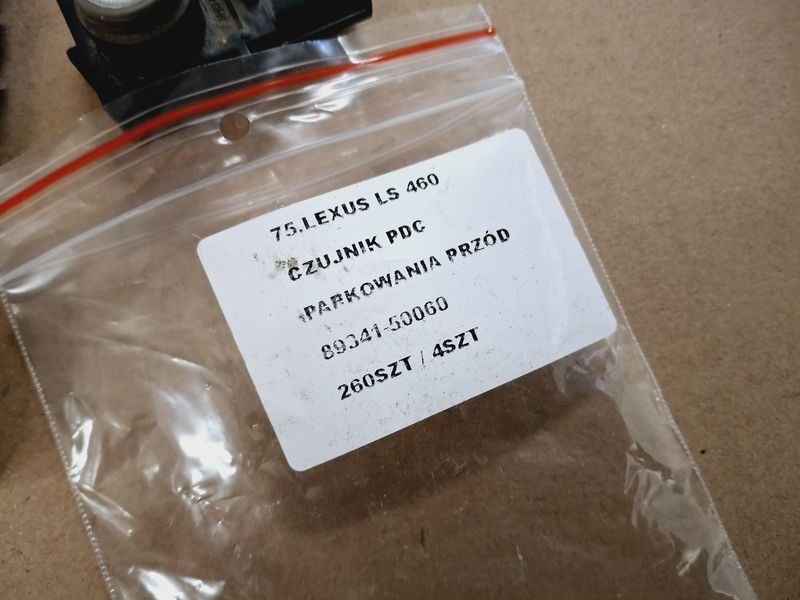 75.LEXUS LS 460
CZUJNIK PDC
PARKOWANIA PRZÓD
89341-50060
260SZT / 4SZT